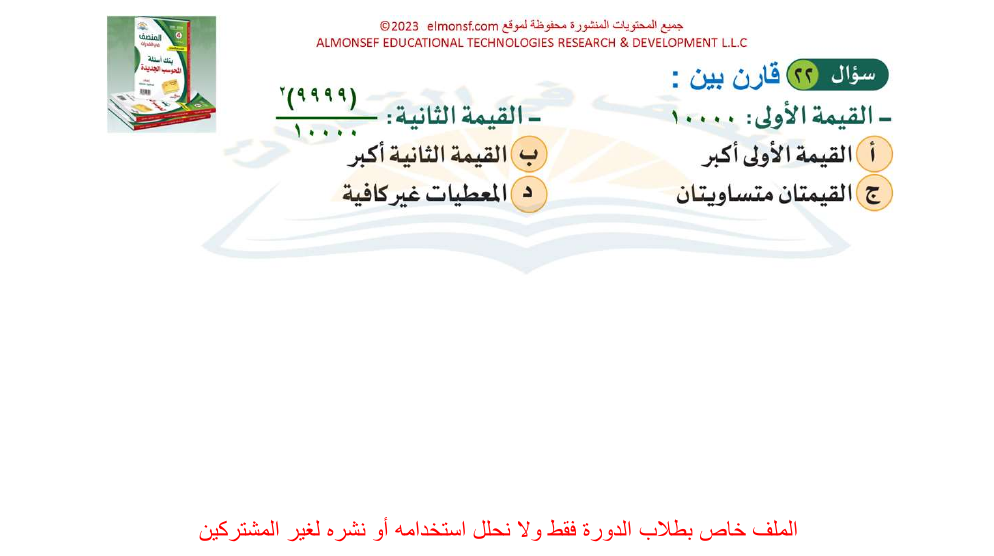 جميع المحتويات المنشورة محفوظة لموقع elmonsf.com ©2023
ALMONSEF EDUCATIONAL TECHNOLOGIES RESEARCH & DEVELOPMENT L.L.C
سؤال ٢٢ قارن بين :
– القيمة الأولى: ١٠٠٠٠
– القيمة الثانية: (٩٩٩٩)٢ / ١٠٠٠٠
أ القيمة الأولى أكبر
ب القيمة الثانية أكبر
ج القيمتان متساويتان
د المعطيات غير كافية
المنصف
بنك أسئلة
المحوسب الجديدة
الملف خاص بطلاب الدورة فقط ولا نحلل استخدامه أو نشره لغير المشتركين